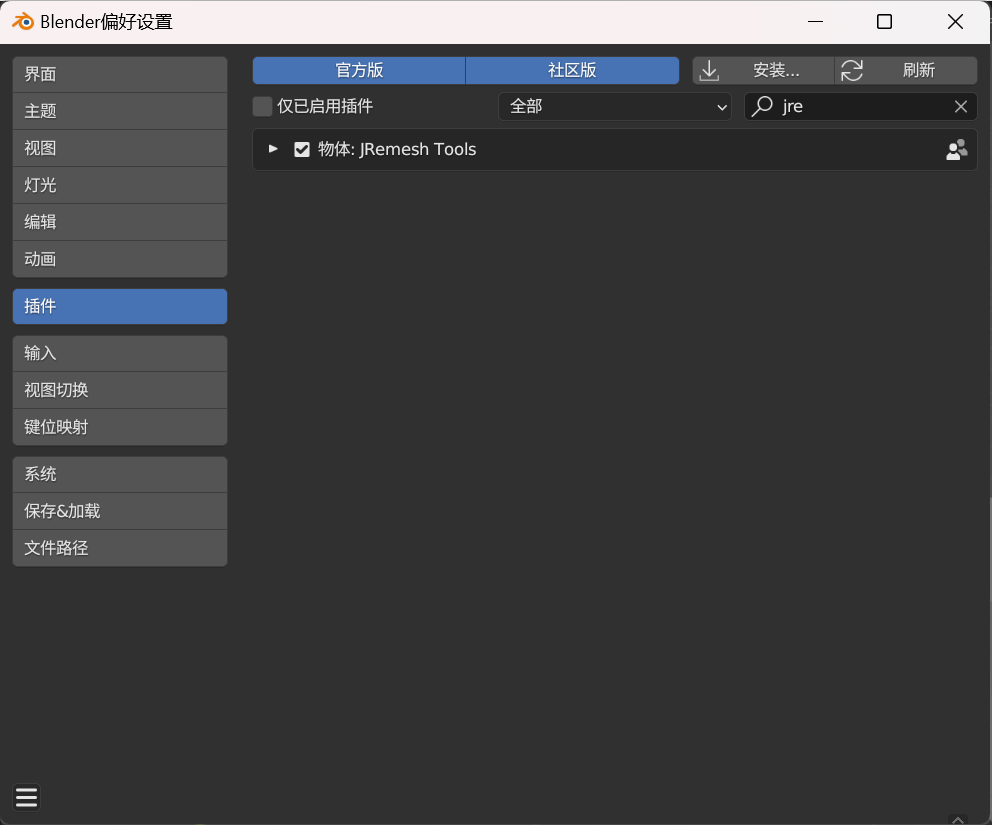 Blender偏好设置
界面
主题
视图
灯光
编辑
动画
插件
输入
视图切换
键位映射
系统
保存&加载
文件路径
官方版
社区版
安装...
刷新
仅已启用插件
全部
jre
物体: JRemesh Tools